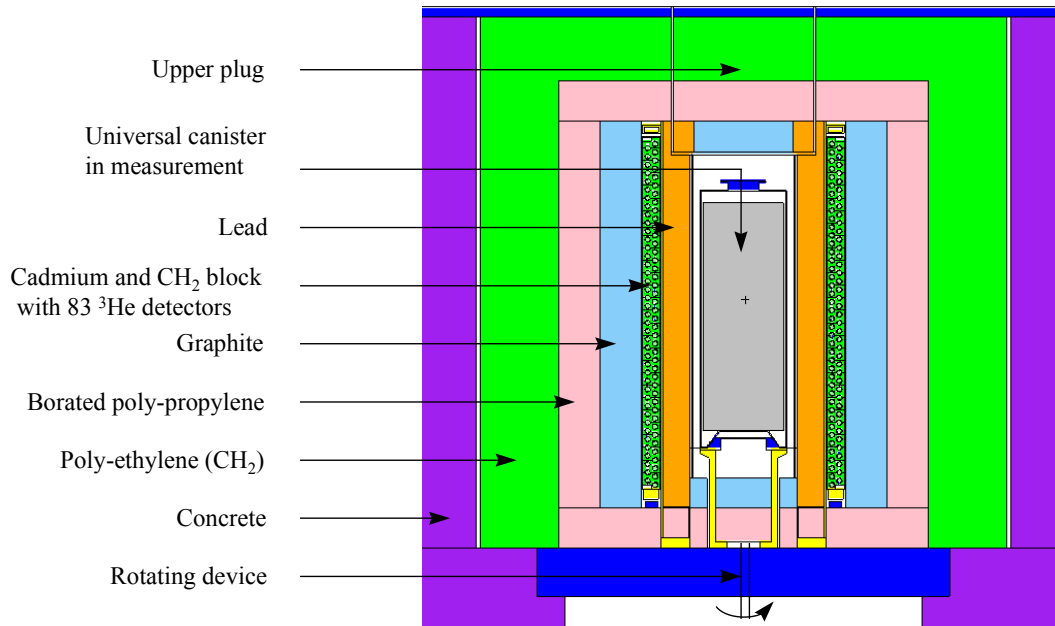 Upper plug
Universal canister
in measurement
Lead
Cadmium and CH₂ block
with 83 ³He detectors
Graphite
Borated poly-propylene
Poly-ethylene (CH₂)
Concrete
Rotating device